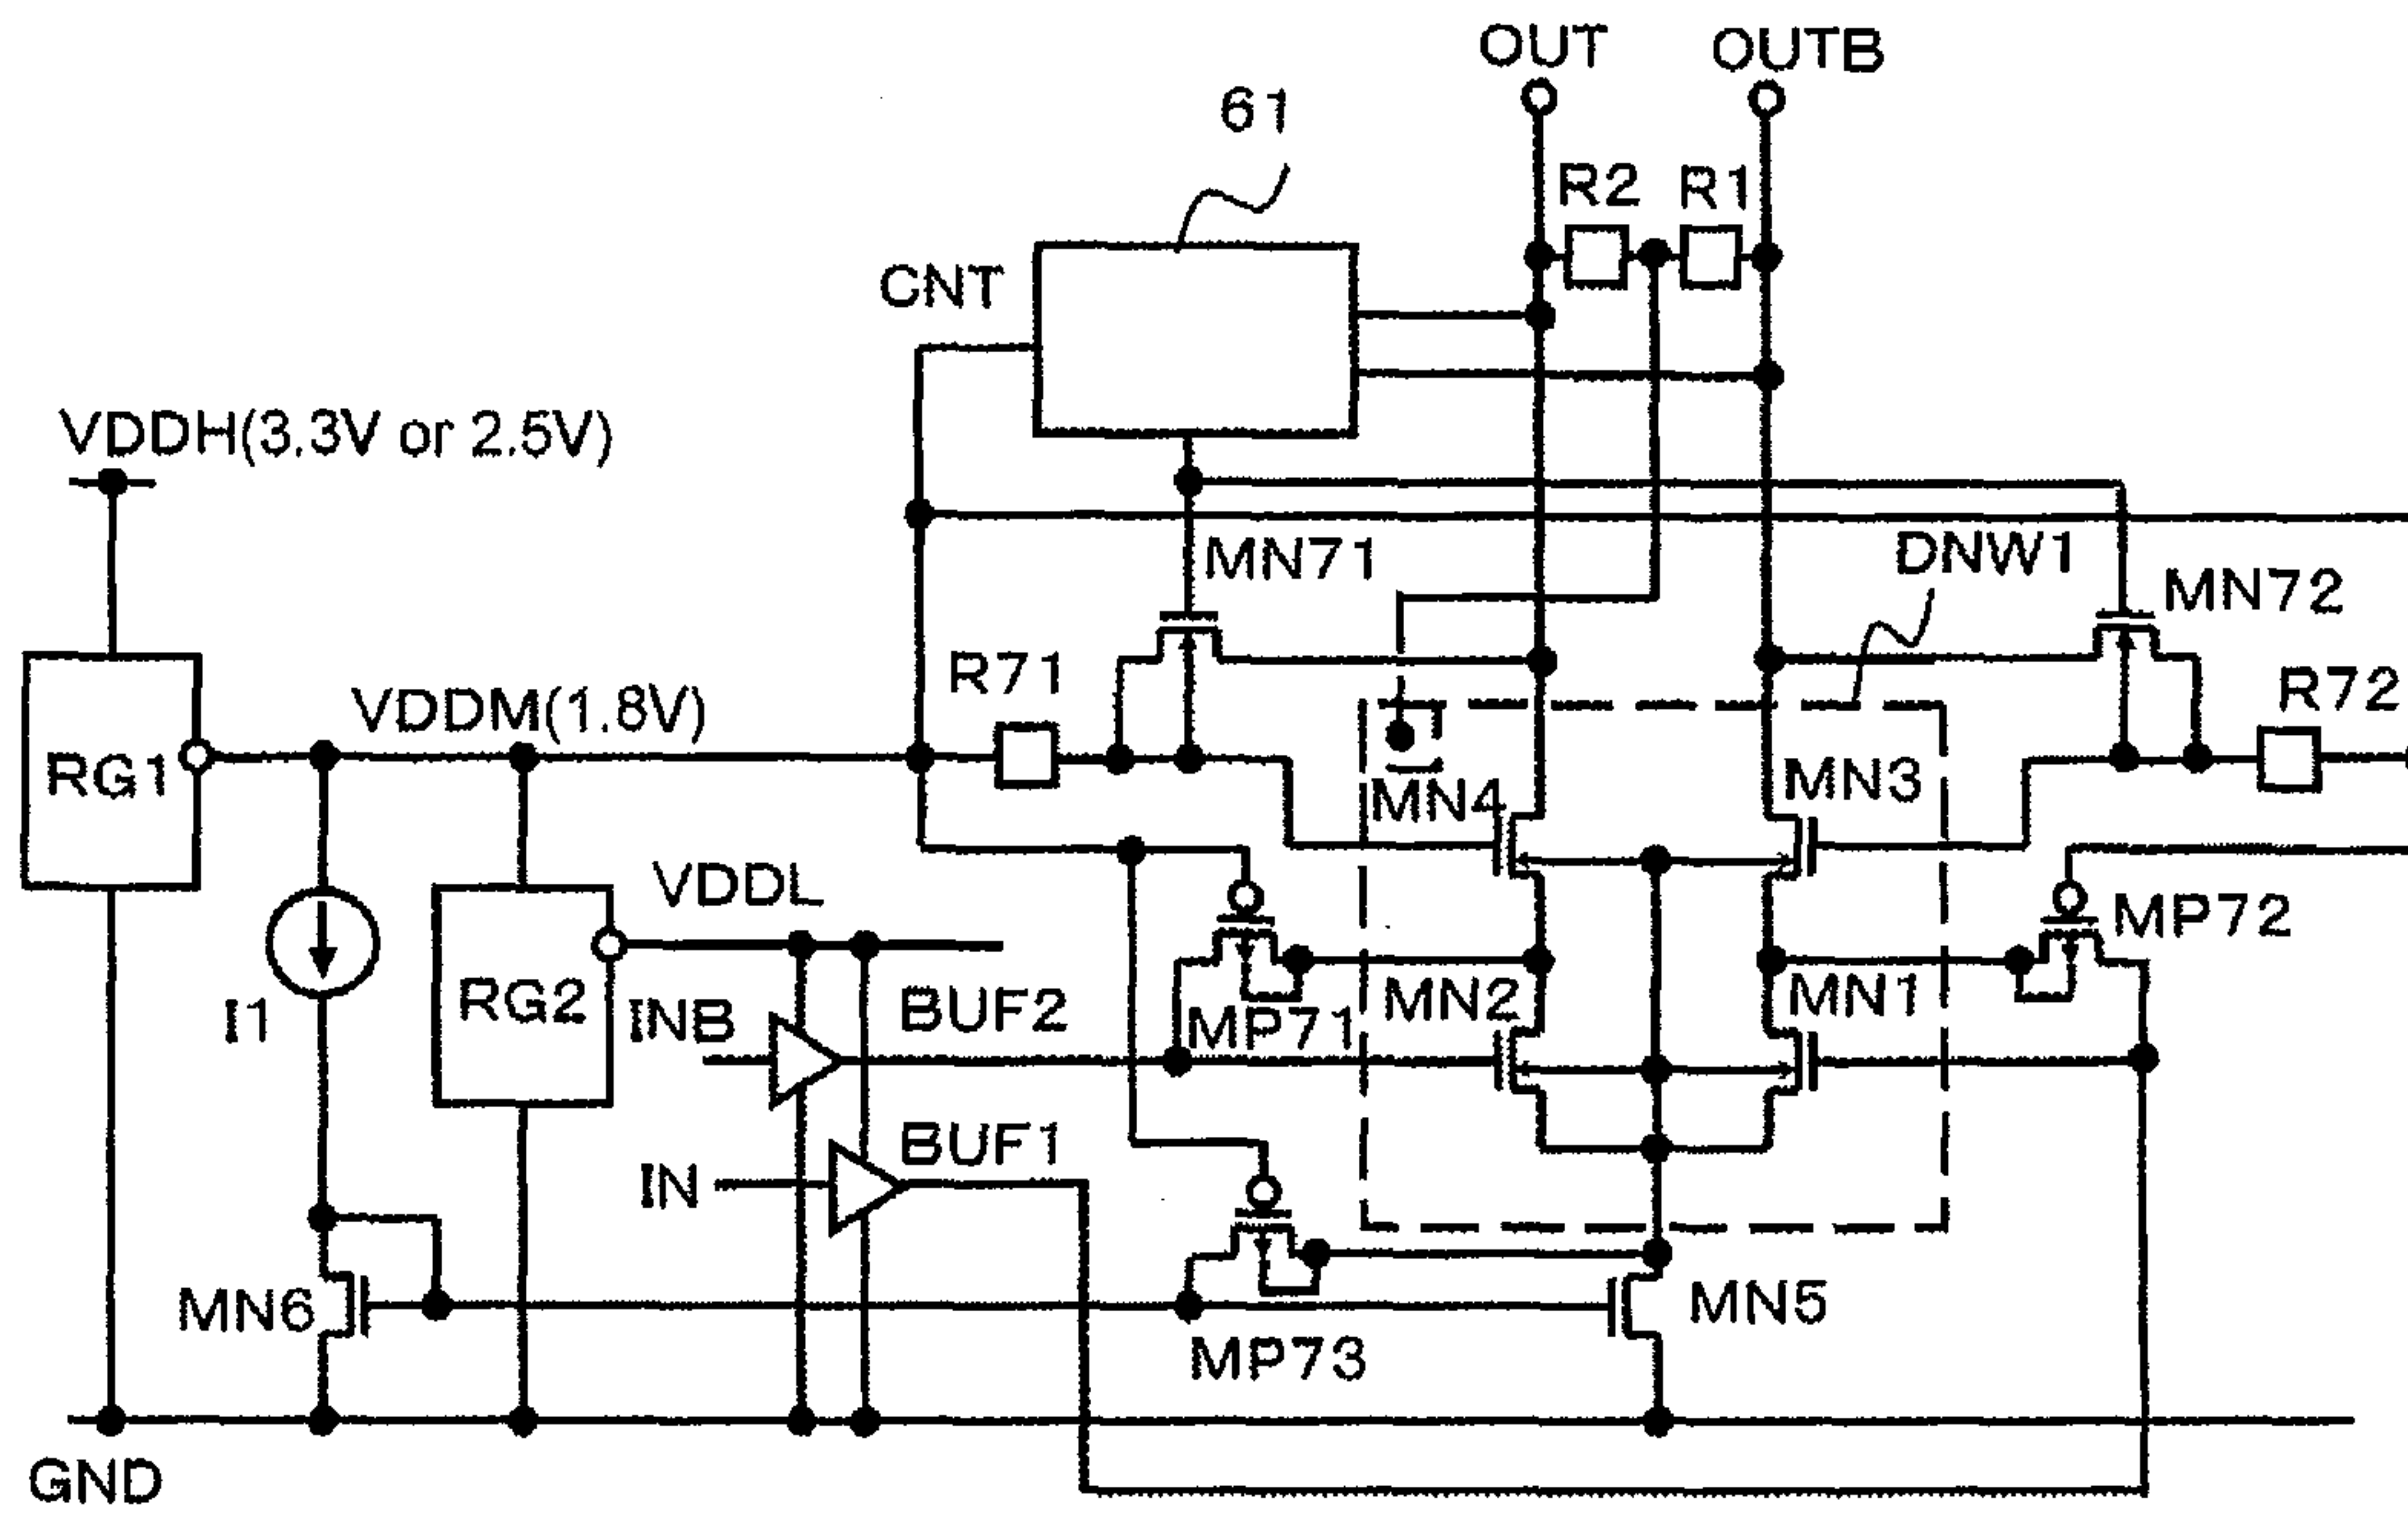 OUT
OUTB
61
R2
R1
CNT
VDDH(3.3V or 2.5V)
MN71
DNW1
MN72
R71
R72
VDDM(1.8V)
RG1
MN4
MN3
VDDL
MP72
RG2
I1
INB
BUF2
MP71
MN2
MN1
IN
BUF1
MN6
MN5
MP73
GND